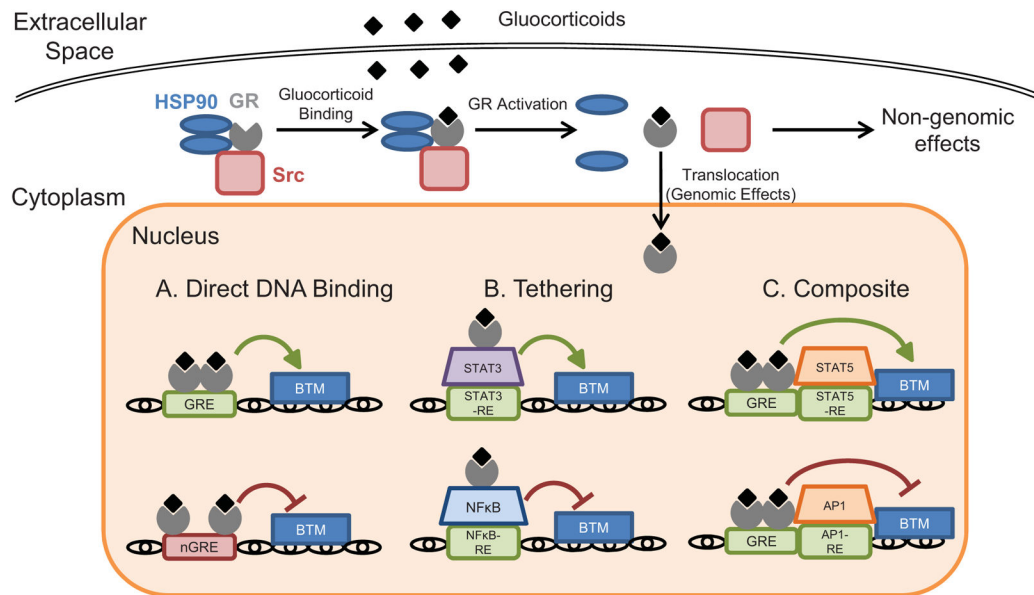 Extracellular
Space
Gluocorticoids
HSP90 GR
Gluocorticoid
Binding
GR Activation
Non-genomic
effects
Src
Cytoplasm
Translocation
(Genomic Effects)
Nucleus
A. Direct DNA Binding
B. Tethering
C. Composite
GRE
BTM
STAT3
STAT3
-RE
BTM
STAT5
GRE
STAT5
-RE
BTM
nGRE
BTM
NFκB
NFκB-
RE
BTM
AP1
GRE
AP1-
RE
BTM